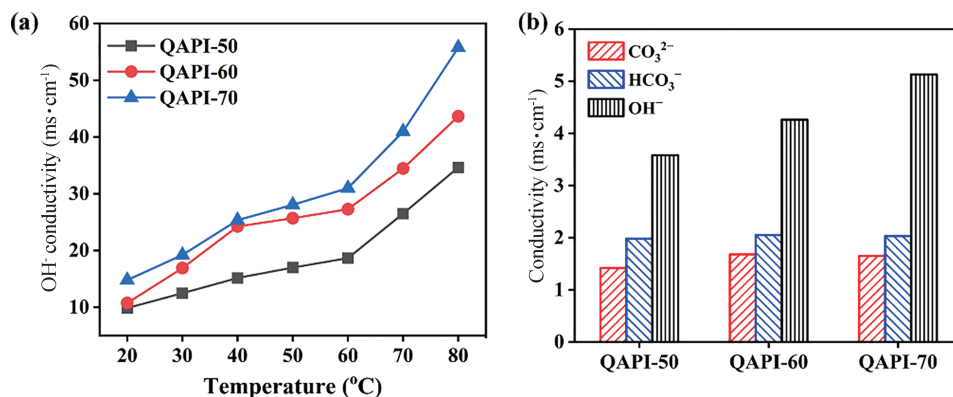 (a)
QAPI-50
QAPI-60
QAPI-70
OH⁻ conductivity (ms·cm⁻¹)
60
50
40
30
20
10
20 30 40 50 60 70 80
Temperature (°C)
(b)
CO₃²⁻
HCO₃⁻
OH⁻
Conductivity (ms·cm⁻¹)
6
5
4
3
2
1
0
QAPI-50 QAPI-60 QAPI-70